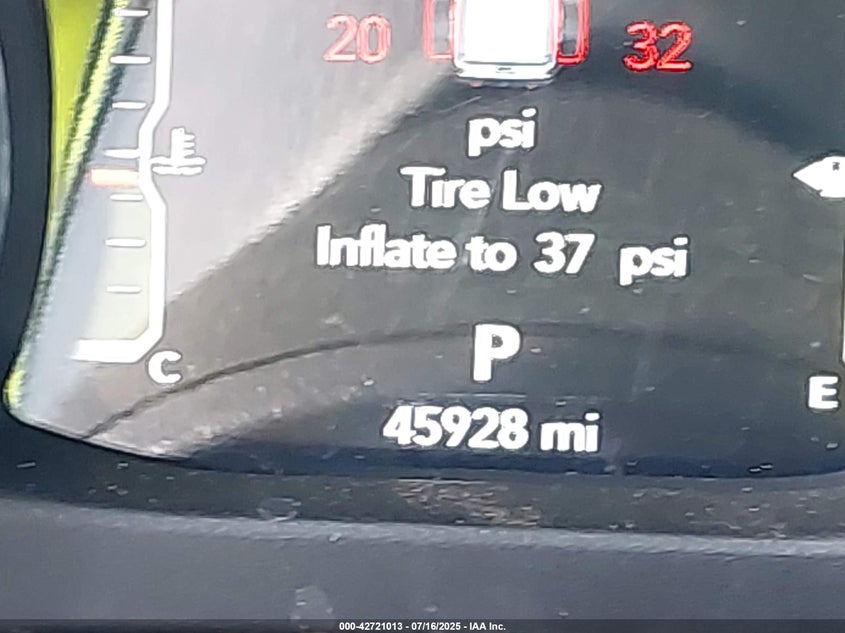 20 32
psi
Tire Low
Inflate to 37 psi
P
C
E
45928 mi
000-42721013 - 07/16/2025 - IAA Inc.